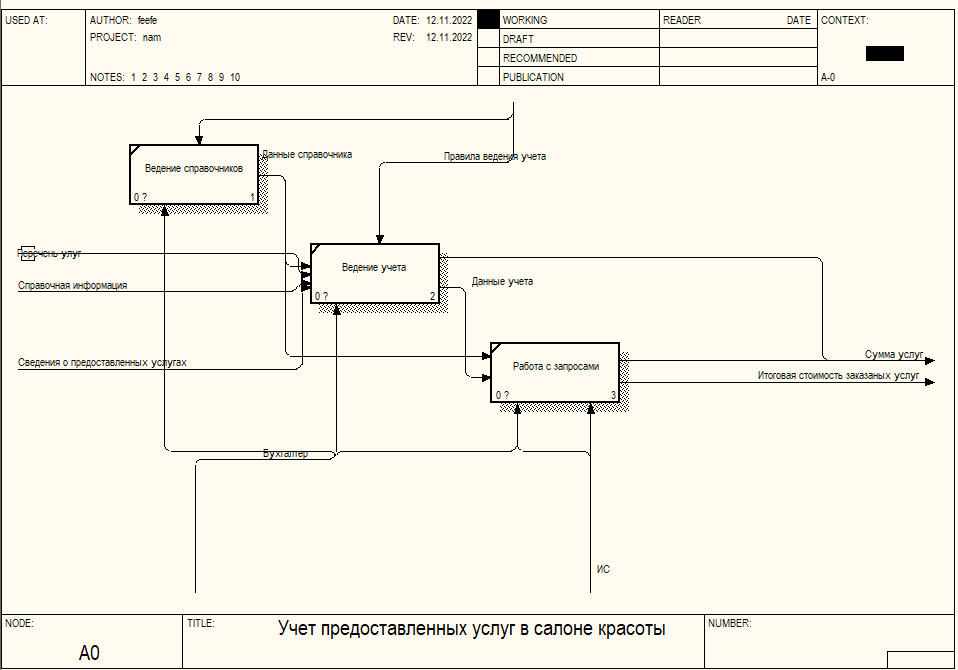 USED AT:
AUTHOR: feefe
DATE: 12.11.2022
WORKING
READER
DATE
CONTEXT:
PROJECT: nam
REV: 12.11.2022
DRAFT
RECOMMENDED
NOTES: 1 2 3 4 5 6 7 8 9 10
PUBLICATION
A-0
Данные справочника
Правила ведения учета
Ведение справочников
0 ?
1
Перечень улуг
Ведение учета
Справочная информация
Данные учета
0 ?
2
Сумма услуг
Сведения о предоставленных услугах
Работа с запросами
Итоговая стоимость заказаных услуг
0 ?
3
Бухгалтер
ИС
NODE:
TITLE:
Учет предоставленных услуг в салоне красоты
NUMBER:
A0